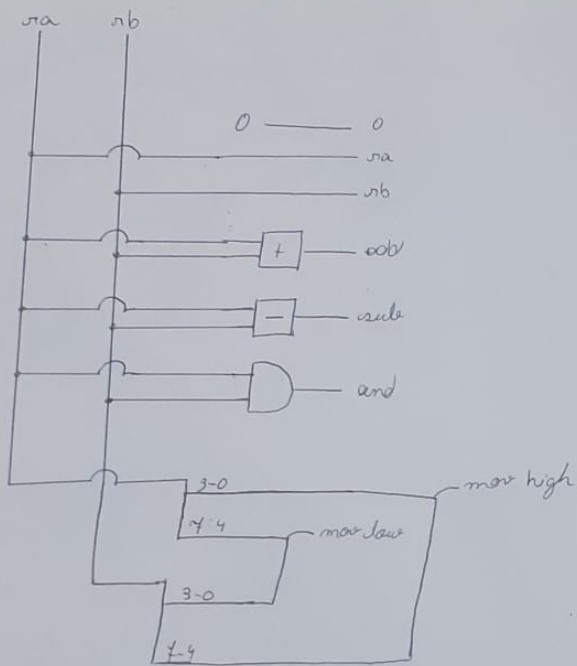 ra rb
0 0
ra
rb
+ add
- sub
and
3-0 mov high
7-4 mov low
3-0
7-4